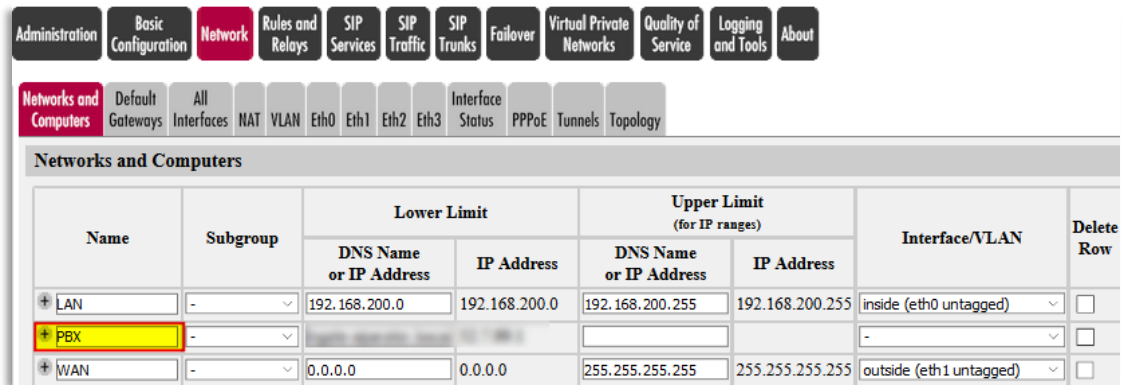 Administration Basic Configuration Network Rules and Relays SIP Services SIP Traffic SIP Trunks Failover Virtual Private Networks Quality of Service Logging and Tools About
Networks and Computers Default Gateways All Interfaces NAT VLAN Eth0 Eth1 Eth2 Eth3 Interface Status PPPoE Tunnels Topology
Networks and Computers
Name Subgroup Lower Limit Upper Limit (for IP ranges) Interface/VLAN Delete Row
DNS Name or IP Address IP Address DNS Name or IP Address IP Address
+ LAN - 192.168.200.0 192.168.200.0 192.168.200.255 192.168.200.255 inside (eth0 untagged)
+ PBX - -
+ WAN - 0.0.0.0 0.0.0.0 255.255.255.255 255.255.255.255 outside (eth1 untagged)